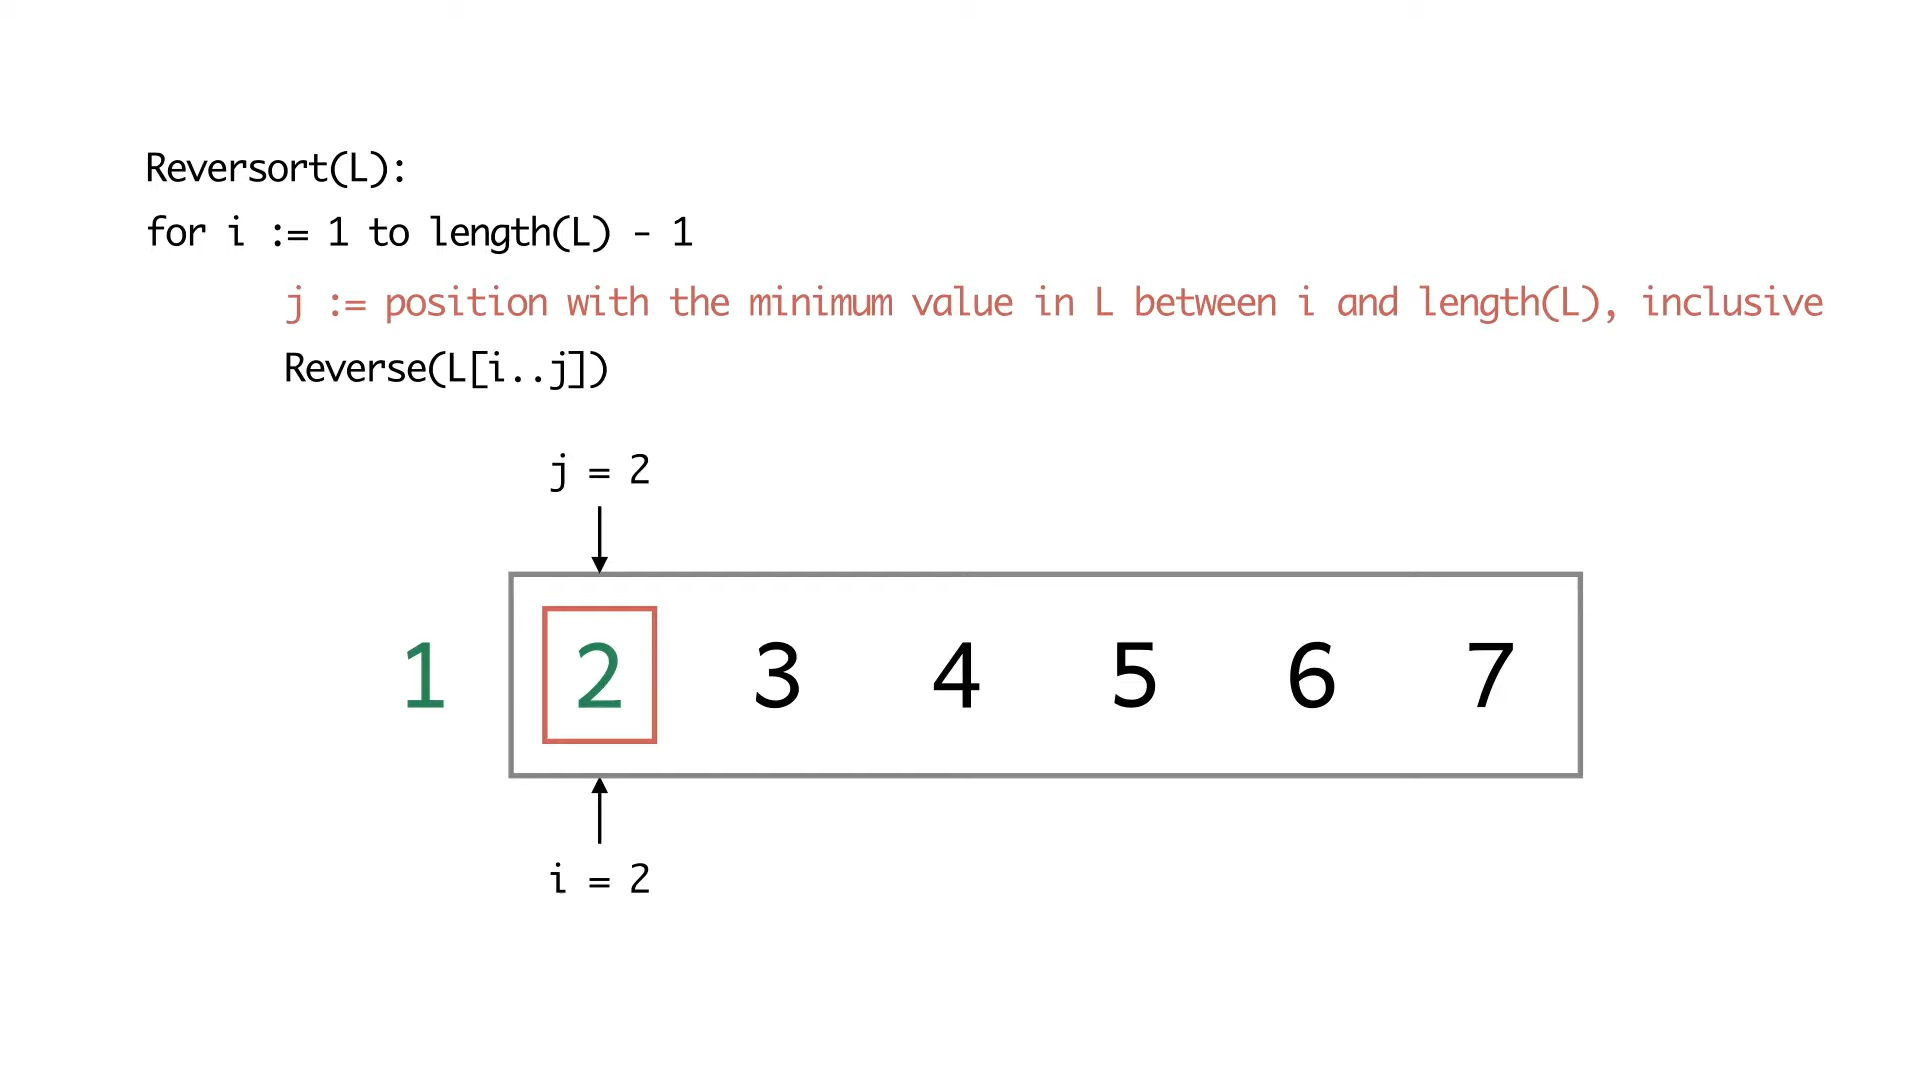 Reversort(L):
for i := 1 to length(L) - 1
j := position with the minimum value in L between i and length(L), inclusive
Reverse(L[i..j])
j = 2
1 2 3 4 5 6 7
i = 2